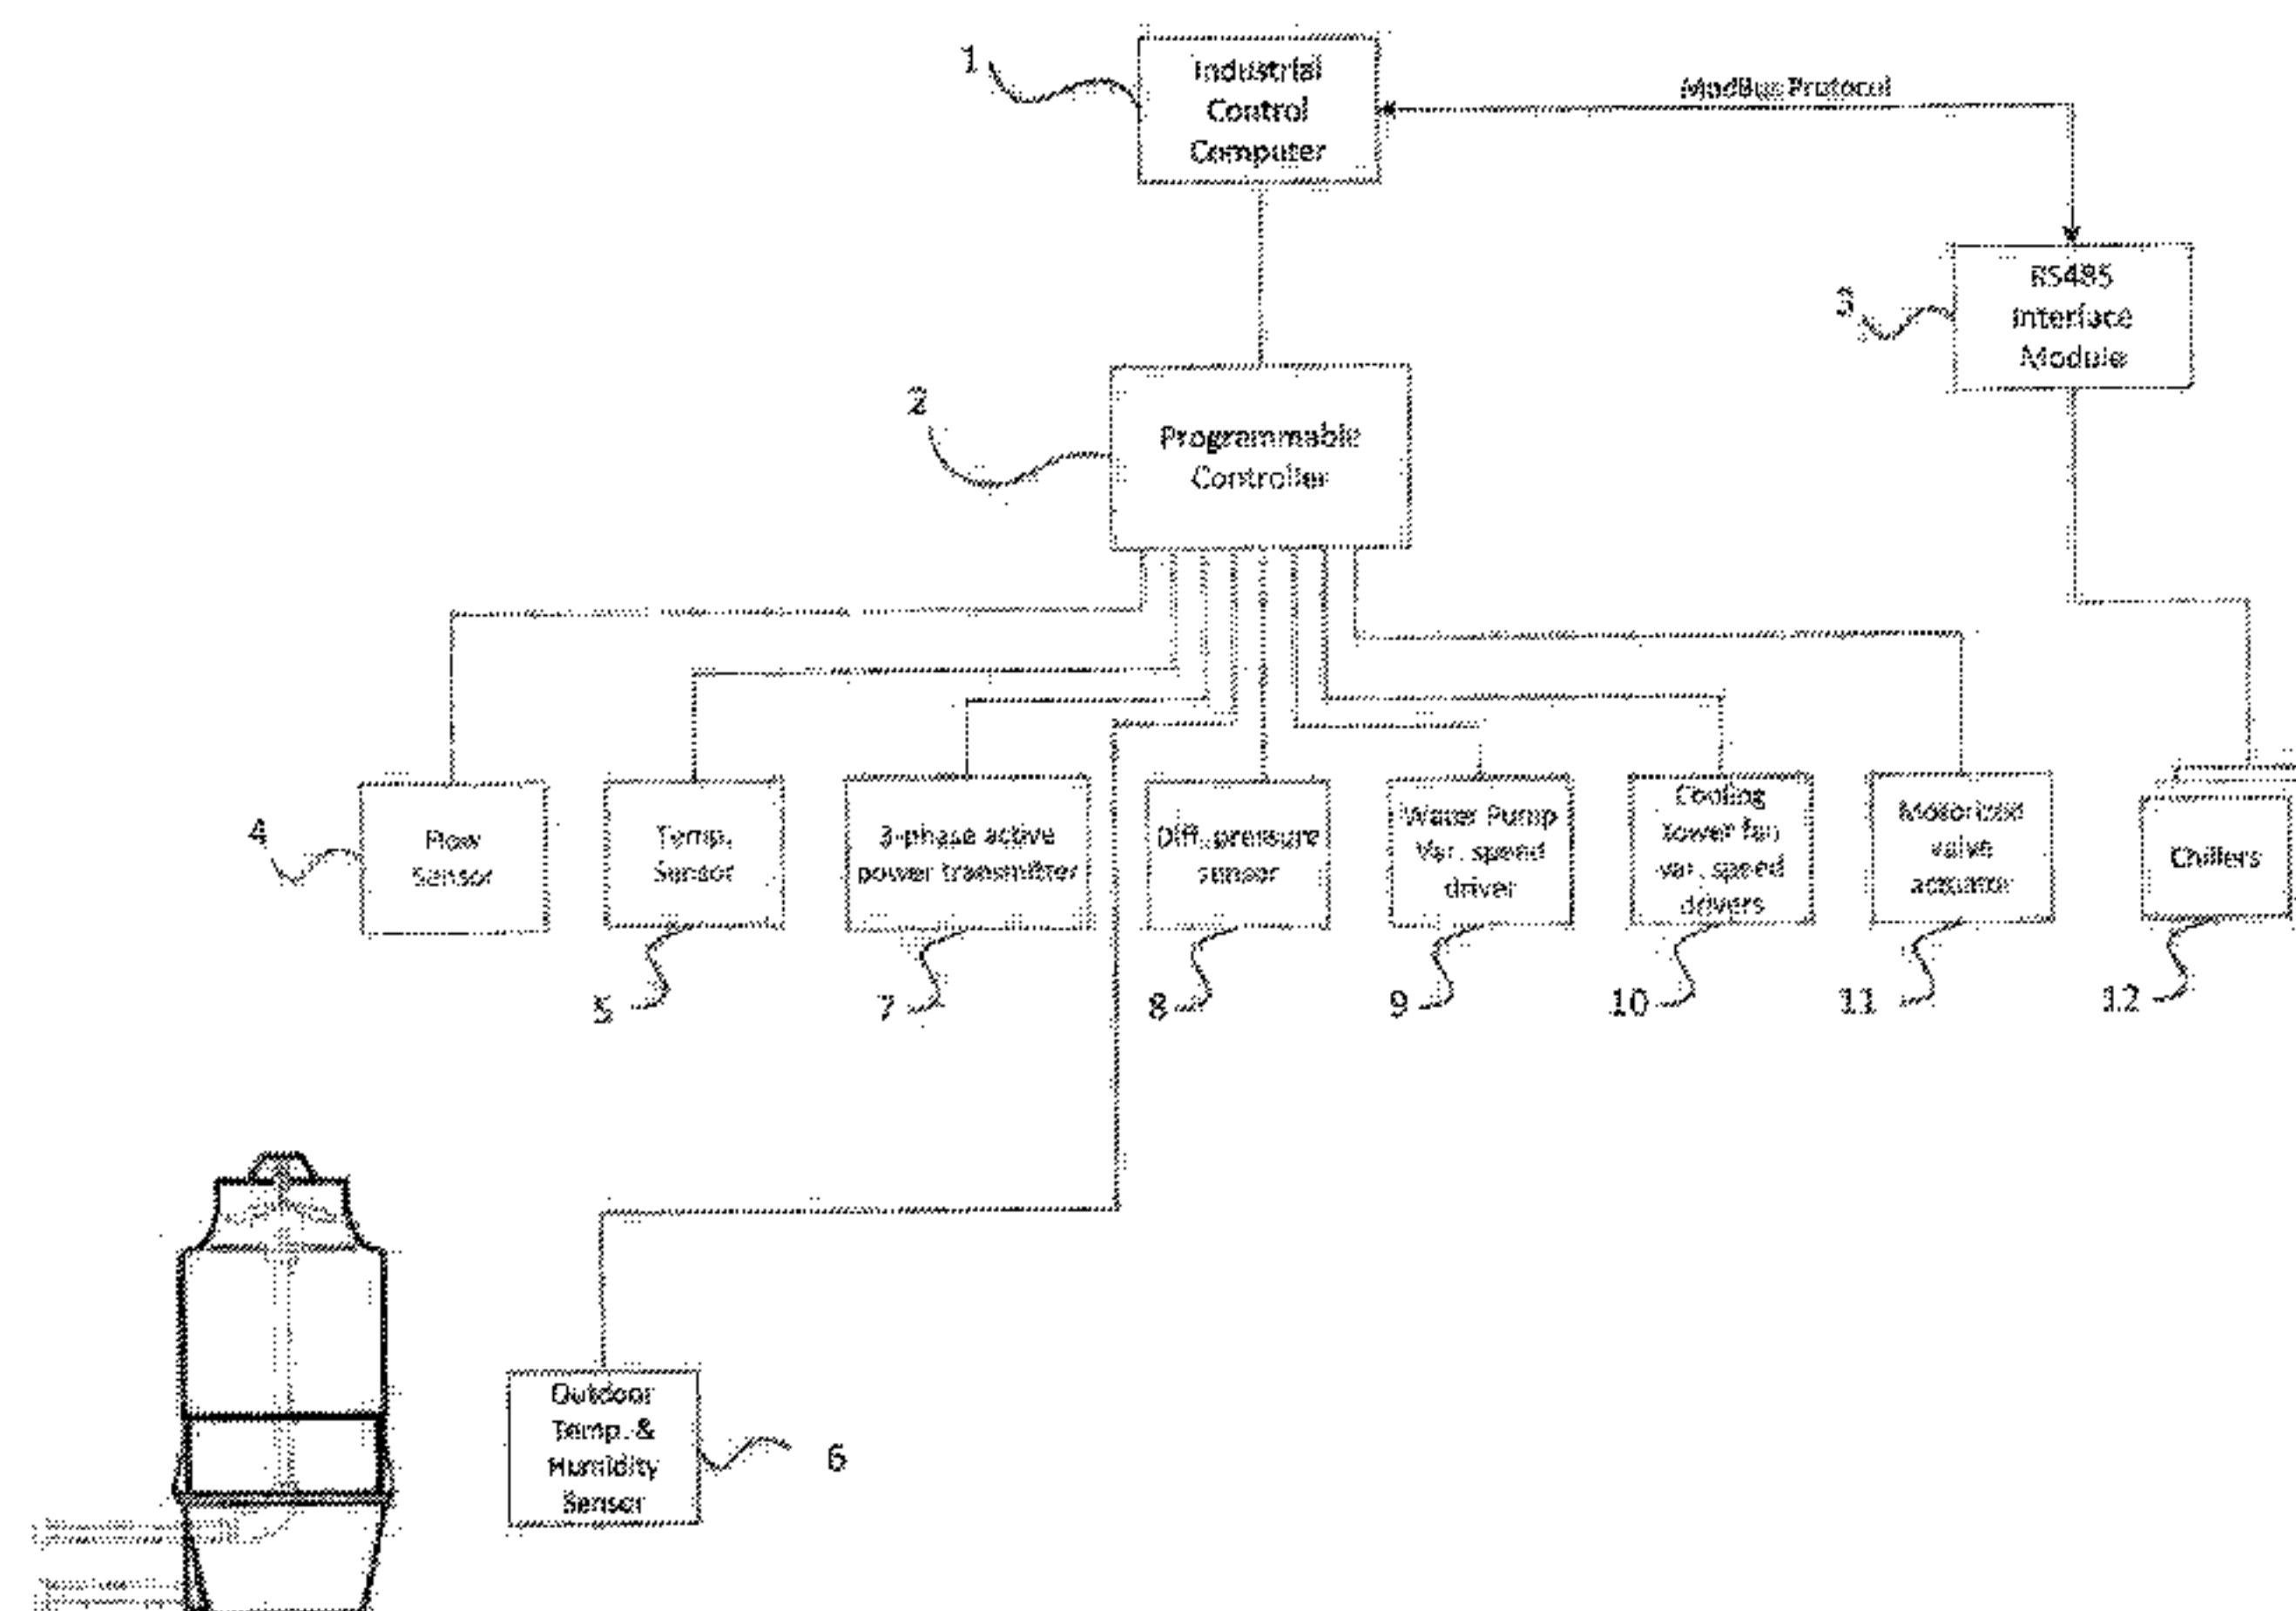 1
Industrial
Control
Computer
ModBus Protocol
3
RS485
Interface
Module
2
Programmable
Controller
4
Flow
Sensor
Temp.
Sensor
3-phase active
power transmitter
Diff. pressure
sensor
Water Pump
Var. speed
driver
Cooling
tower fan
var. speed
drivers
Motorized
valve
actuator
Chillers
5
7
8
9
10
11
12
Outdoor
Temp. &
Humidity
Sensor
6